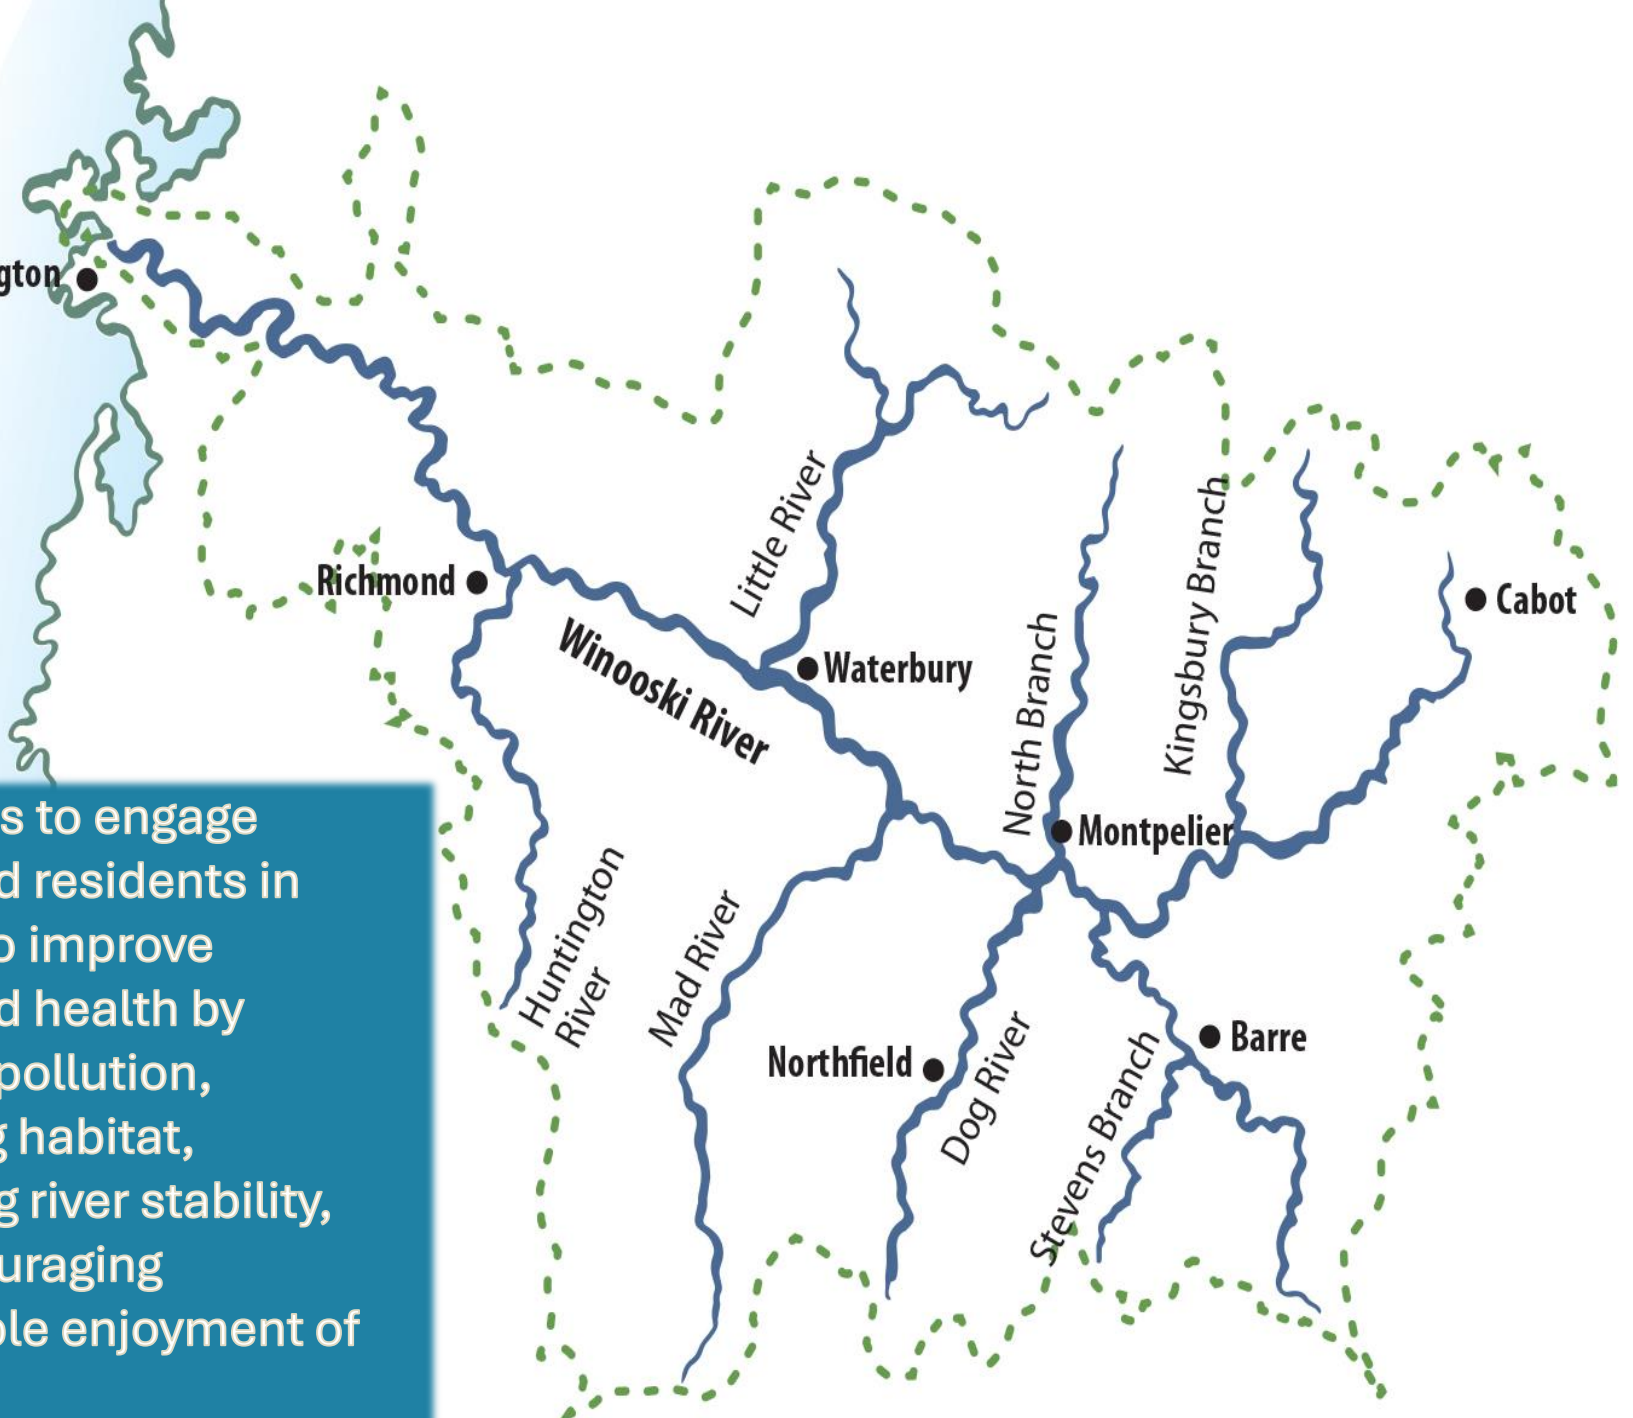 gton
Richmond
Winooski River
Little River
Waterbury
North Branch
Kingsbury Branch
Cabot
Montpelier
Huntington
River
Mad River
Northfield
Dog River
Stevens Branch
Barre
s to engage
d residents in
o improve
d health by
pollution,
g habitat,
g river stability,
uraging
ble enjoyment of